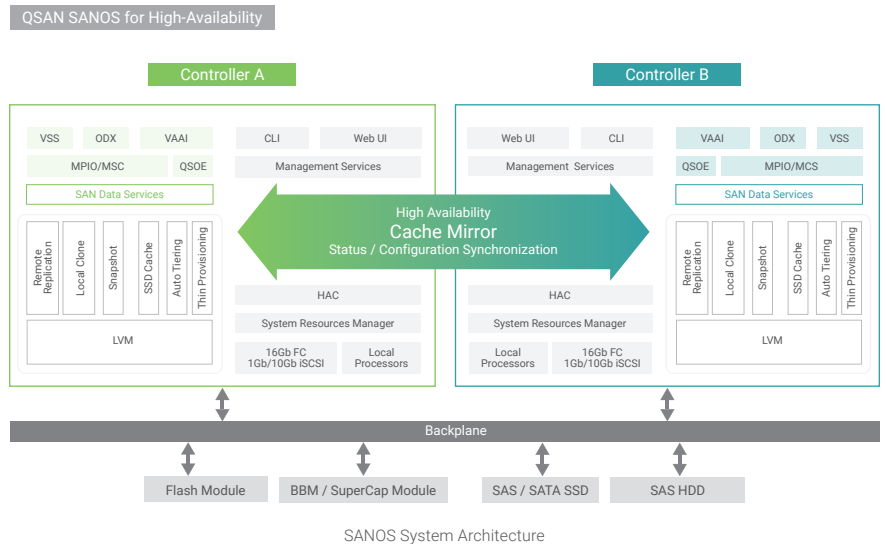 QSAN SANOS for High-Availability
Controller A
Controller B
VSS
ODX
VAAI
CLI
Web UI
MPIO/MSC
QSOE
Management Services
SAN Data Services
Remote
Replication
Local Clone
Snapshot
SSD Cache
Auto Tiering
Thin Provisioning
LVM
HAC
System Resources Manager
16Gb FC
1Gb/10Gb iSCSI
Local
Processors
High Availability
Cache Mirror
Status / Configuration Synchronization
Web UI
CLI
VAAI
ODX
VSS
Management Services
QSOE
MPIO/MCS
SAN Data Services
HAC
System Resources Manager
Local
Processors
16Gb FC
1Gb/10Gb iSCSI
Remote
Replication
Local Clone
Snapshot
SSD Cache
Auto Tiering
Thin Provisioning
LVM
Backplane
Flash Module
BBM / SuperCap Module
SAS / SATA SSD
SAS HDD
SANOS System Architecture